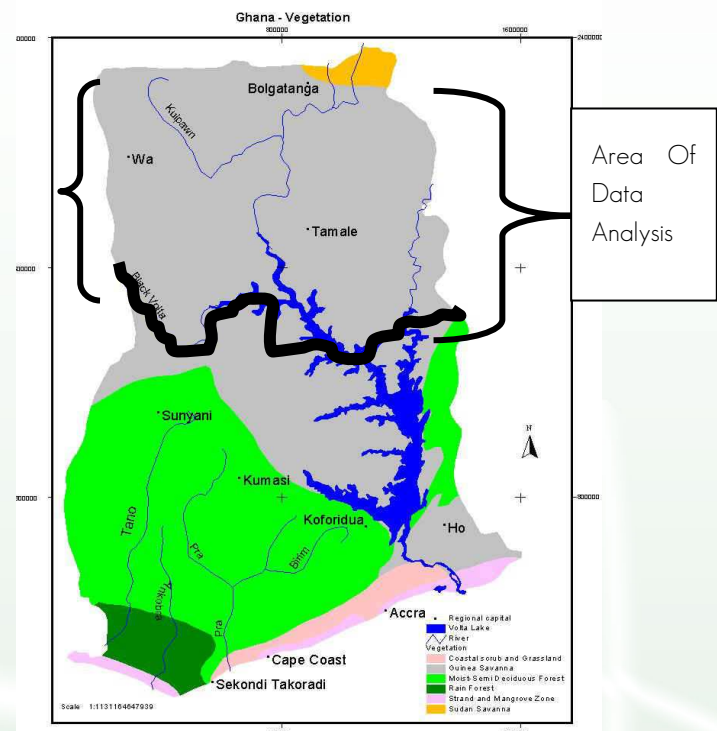 Ghana - Vegetation
800000
1600000
2400000
Bolgatanga
Kulpawn
Wa
Area Of
Data
Analysis
Tamale
Black Volta
Sunyani
N
Kumasi
Koforidua
Ho
Tano
Pra
Birim
Ankobra
Pra
Accra
Cape Coast
Sekondi Takoradi
Regional capital
Volta Lake
River
Vegetation
Coastal scrub and Grassland
Guinea Savanna
Moist Semi Deciduous Forest
Rain Forest
Strand and Mangrove Zone
Sudan Savanna
Scale 1:1131164647939